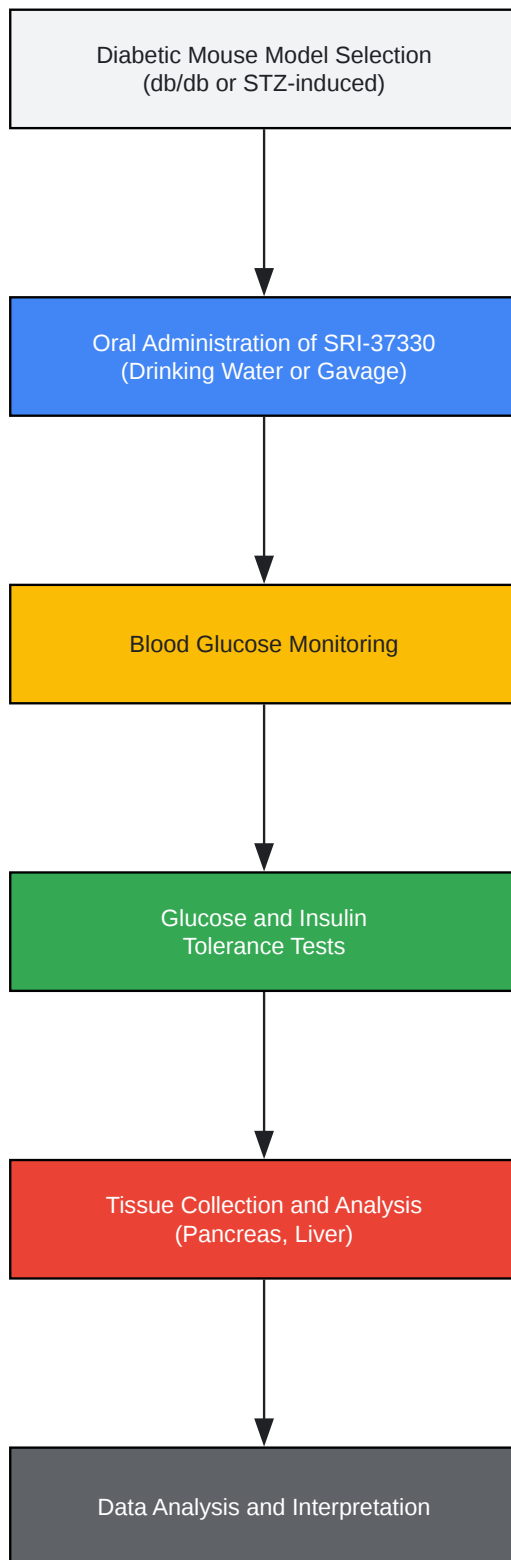 Diabetic Mouse Model Selection
(db/db or STZ-induced)
Oral Administration of SRI-37330
(Drinking Water or Gavage)
Blood Glucose Monitoring
Glucose and Insulin
Tolerance Tests
Tissue Collection and Analysis
(Pancreas, Liver)
Data Analysis and Interpretation